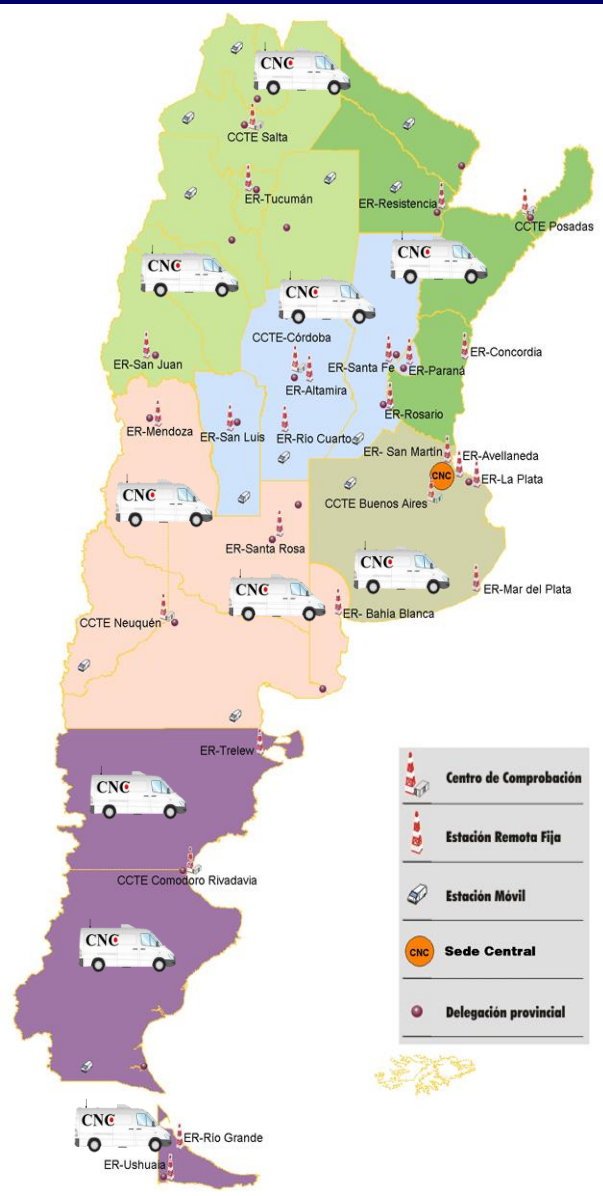 CNC
CCTE Salta
ER-Tucumán
ER-Resistencia
CCTE Posadas
CNC
CNC
CNC
CCTE-Córdoba
ER-San Juan
ER-Santa Fe
ER-Paraná
ER-Concordia
ER-Altamira
ER-Mendoza
ER-San Luis
ER-Río Cuarto
ER-Rosario
ER- San Martín
ER-Avellaneda
CNC
ER-La Plata
CNC
CCTE Buenos Aires
ER-Santa Rosa
CNC
CNC
ER-Mar del Plata
ER- Bahía Blanca
CCTE Neuquén
ER-Trelew
CNC
Centro de Comprobación
Estación Remota Fija
CCTE Comodoro Rivadavia
Estación Móvil
CNC
CNC
Sede Central
Delegación provincial
CNC
ER-Río Grande
ER-Ushuaia